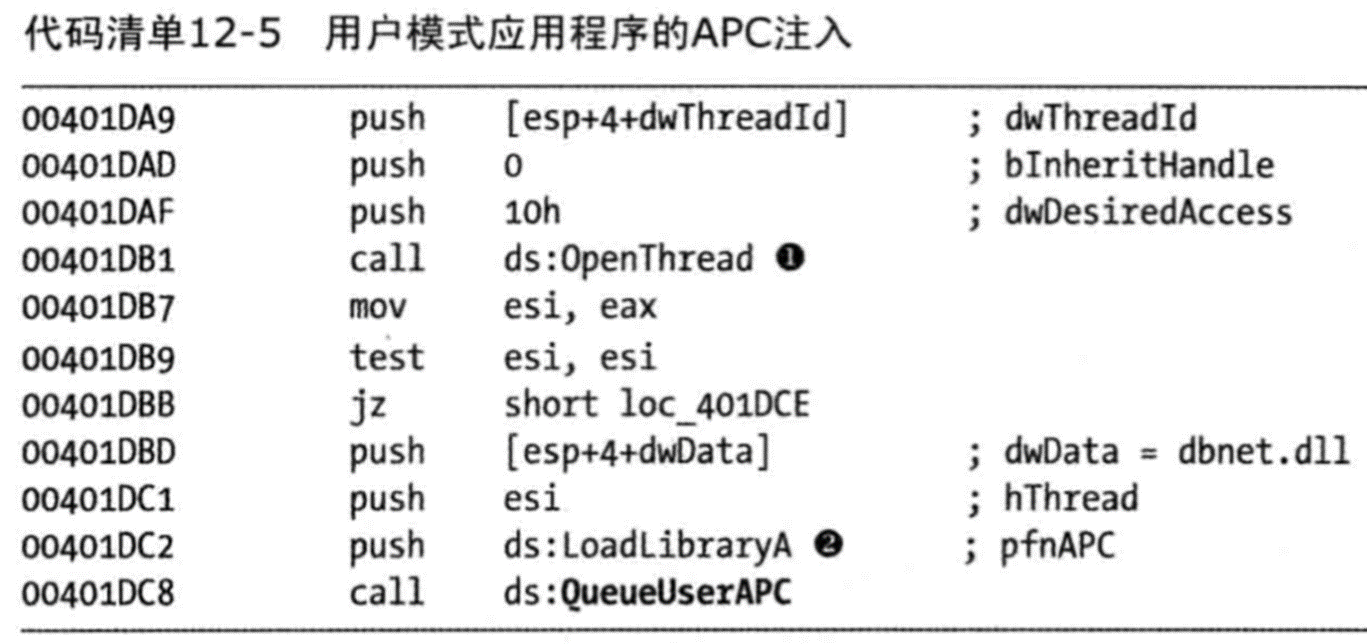 代码清单12-5 用户模式应用程序的APC注入
00401DA9 push [esp+4+dwThreadId] ; dwThreadId
00401DAD push 0 ; bInheritHandle
00401DAF push 10h ; dwDesiredAccess
00401DB1 call ds:OpenThread ❶
00401DB7 mov esi, eax
00401DB9 test esi, esi
00401DBB jz short loc_401DCE
00401DBD push [esp+4+dwData] ; dwData = dbnet.dll
00401DC1 push esi ; hThread
00401DC2 push ds:LoadLibraryA ❷ ; pfnAPC
00401DC8 call ds:QueueUserAPC